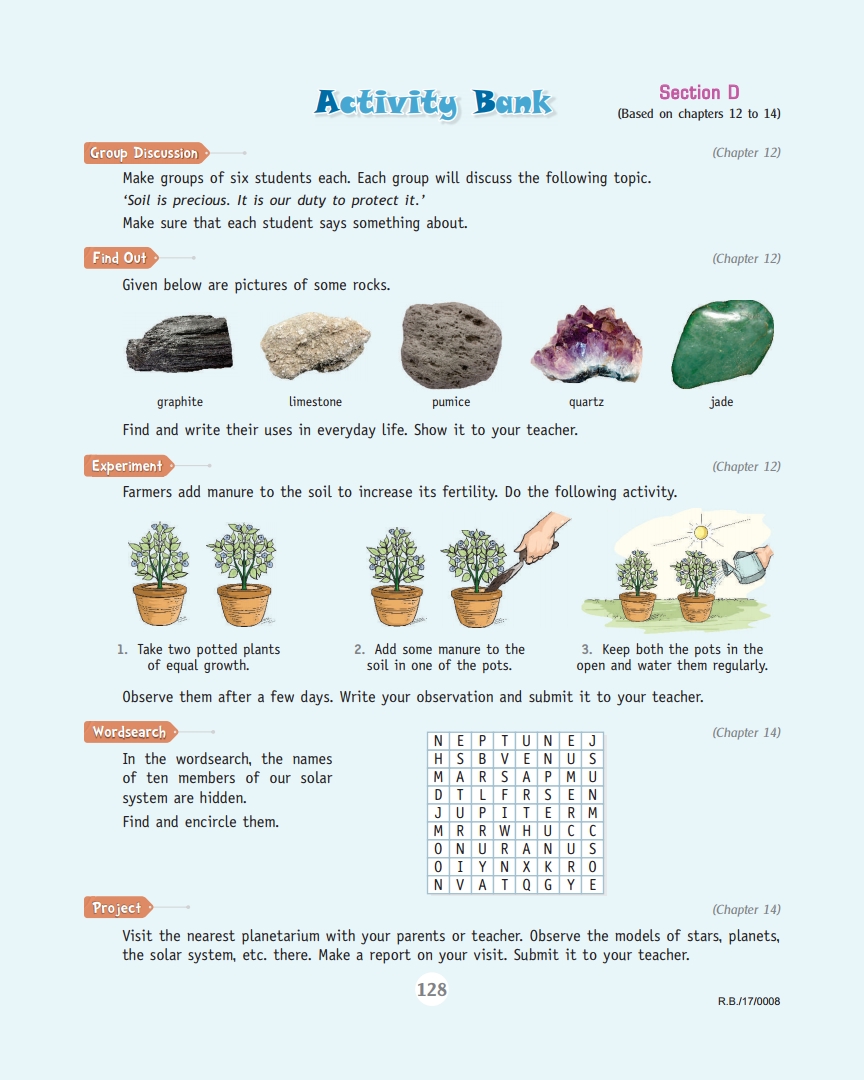 Activity Bank
Section D
(Based on chapters 12 to 14)
Group Discussion
(Chapter 12)
Make groups of six students each. Each group will discuss the following topic.
‘Soil is precious. It is our duty to protect it.’
Make sure that each student says something about.
Find Out
(Chapter 12)
Given below are pictures of some rocks.
graphite limestone pumice quartz jade
Find and write their uses in everyday life. Show it to your teacher.
Experiment
(Chapter 12)
Farmers add manure to the soil to increase its fertility. Do the following activity.
1. Take two potted plants
of equal growth.
2. Add some manure to the
soil in one of the pots.
3. Keep both the pots in the
open and water them regularly.
Observe them after a few days. Write your observation and submit it to your teacher.
Wordsearch
(Chapter 14)
In the wordsearch, the names
of ten members of our solar
system are hidden.
Find and encircle them.
N E P T U N E J
H S B V E N U S
M A R S A P M U
D T L F R S E N
J U P I T E R M
M R R W H U C C
O N U R A N U S
O I Y N X K R O
N V A T Q G Y E
Project
(Chapter 14)
Visit the nearest planetarium with your parents or teacher. Observe the models of stars, planets,
the solar system, etc. there. Make a report on your visit. Submit it to your teacher.
128
R.B./17/0008